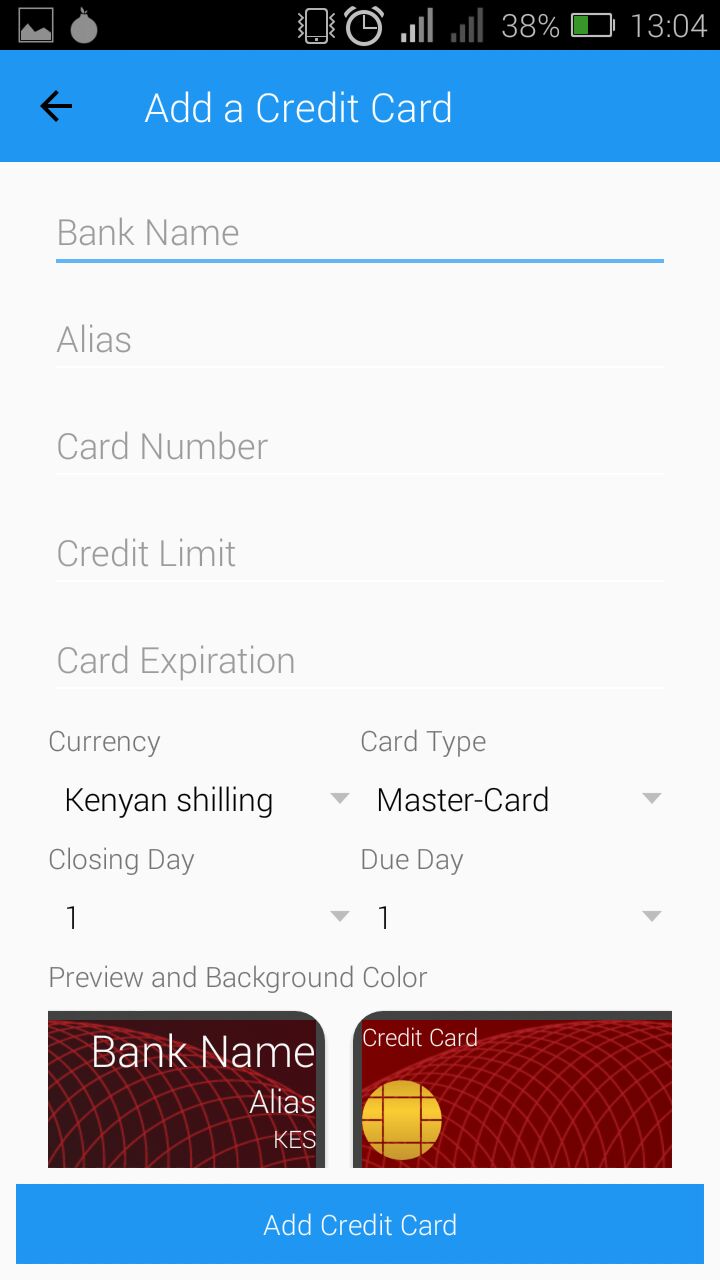 38% 13:04
Add a Credit Card
Bank Name
Alias
Card Number
Credit Limit
Card Expiration
Currency Card Type
Kenyan shilling Master-Card
Closing Day Due Day
1 1
Preview and Background Color
Bank Name Credit Card
Alias
KES
Add Credit Card